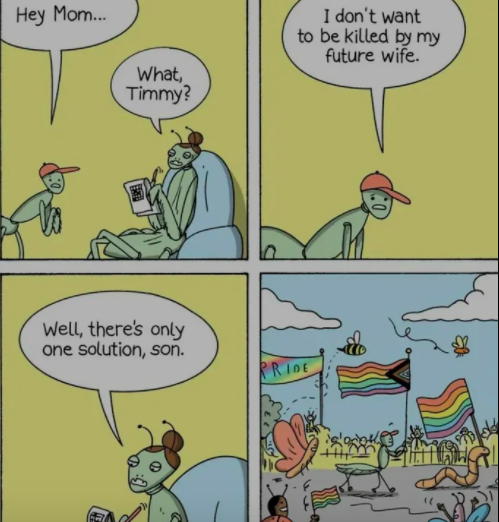 Hey Mom...
What,
Timmy?
I don't want
to be killed by my
future wife.
Well, there's only
one solution, son.
PRIDE